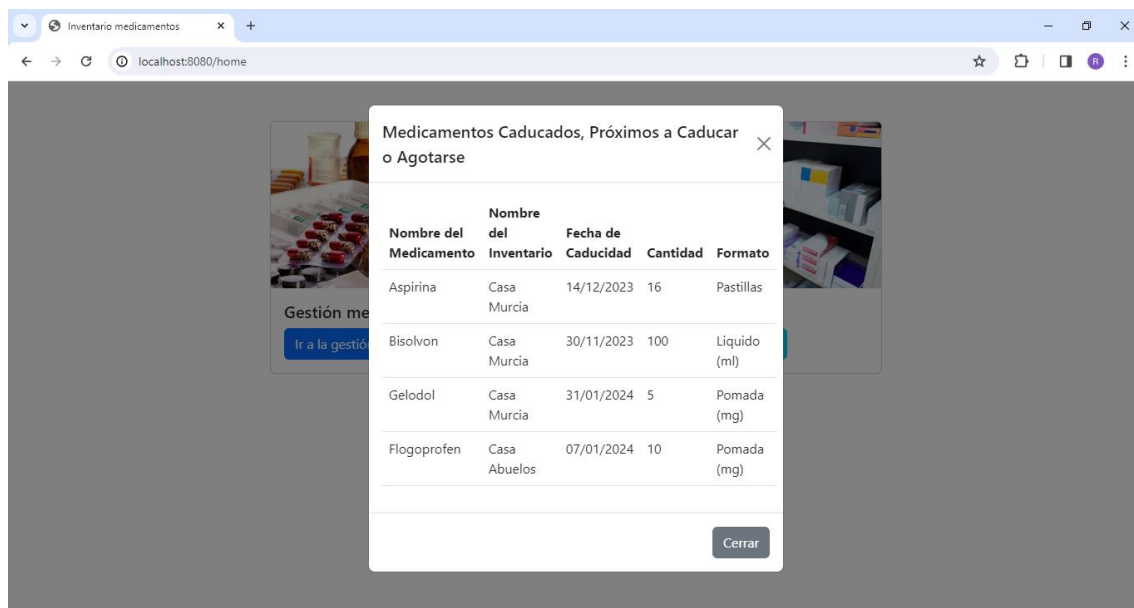 Inventario medicamentos
localhost:8080/home
R
Medicamentos Caducados, Próximos a Caducar
o Agotarse
Nombre del Medicamento Nombre del Inventario Fecha de Caducidad Cantidad Formato
Aspirina Casa Murcia 14/12/2023 16 Pastillas
Bisolvon Casa Murcia 30/11/2023 100 Liquido (ml)
Gelodol Casa Murcia 31/01/2024 5 Pomada (mg)
Flogoprofen Casa Abuelos 07/01/2024 10 Pomada (mg)
Cerrar
Gestión me
Ir a la gestió